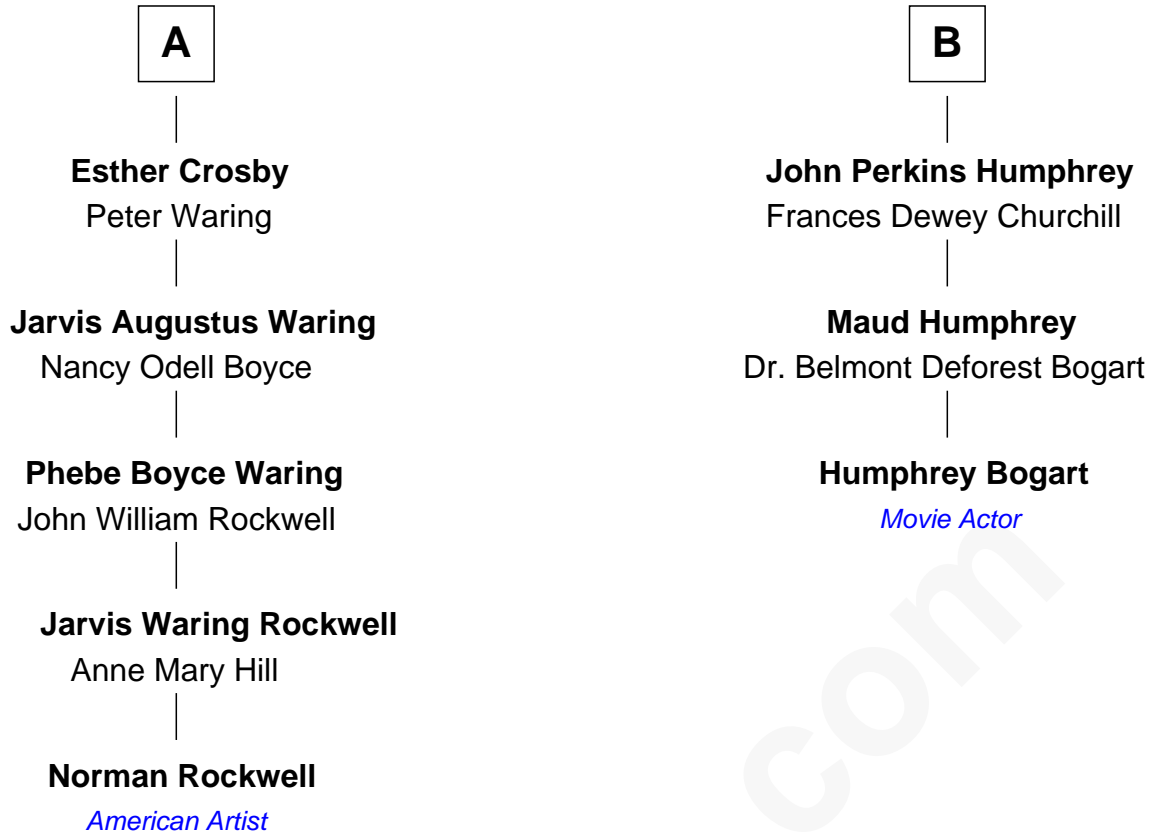 A
Esther Crosby
Peter Waring
Jarvis Augustus Waring
Nancy Odell Boyce
Phebe Boyce Waring
John William Rockwell
Jarvis Waring Rockwell
Anne Mary Hill
Norman Rockwell
American Artist
B
John Perkins Humphrey
Frances Dewey Churchill
Maud Humphrey
Dr. Belmont Deforest Bogart
Humphrey Bogart
Movie Actor
com